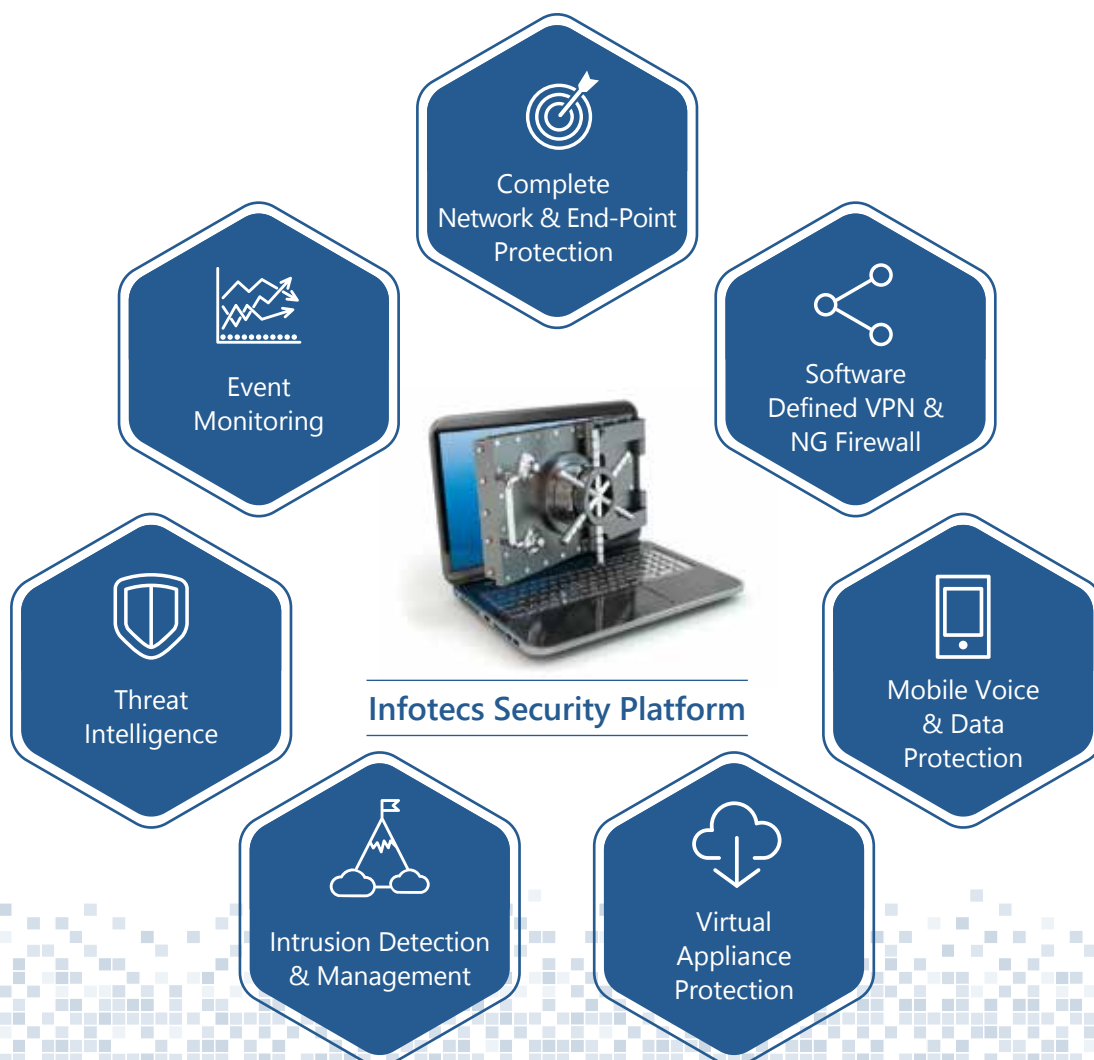 Complete
Network & End-Point
Protection
Software
Defined VPN &
NG Firewall
Mobile Voice
& Data
Protection
Virtual
Appliance
Protection
Intrusion Detection
& Management
Threat
Intelligence
Event
Monitoring
Infotecs Security Platform